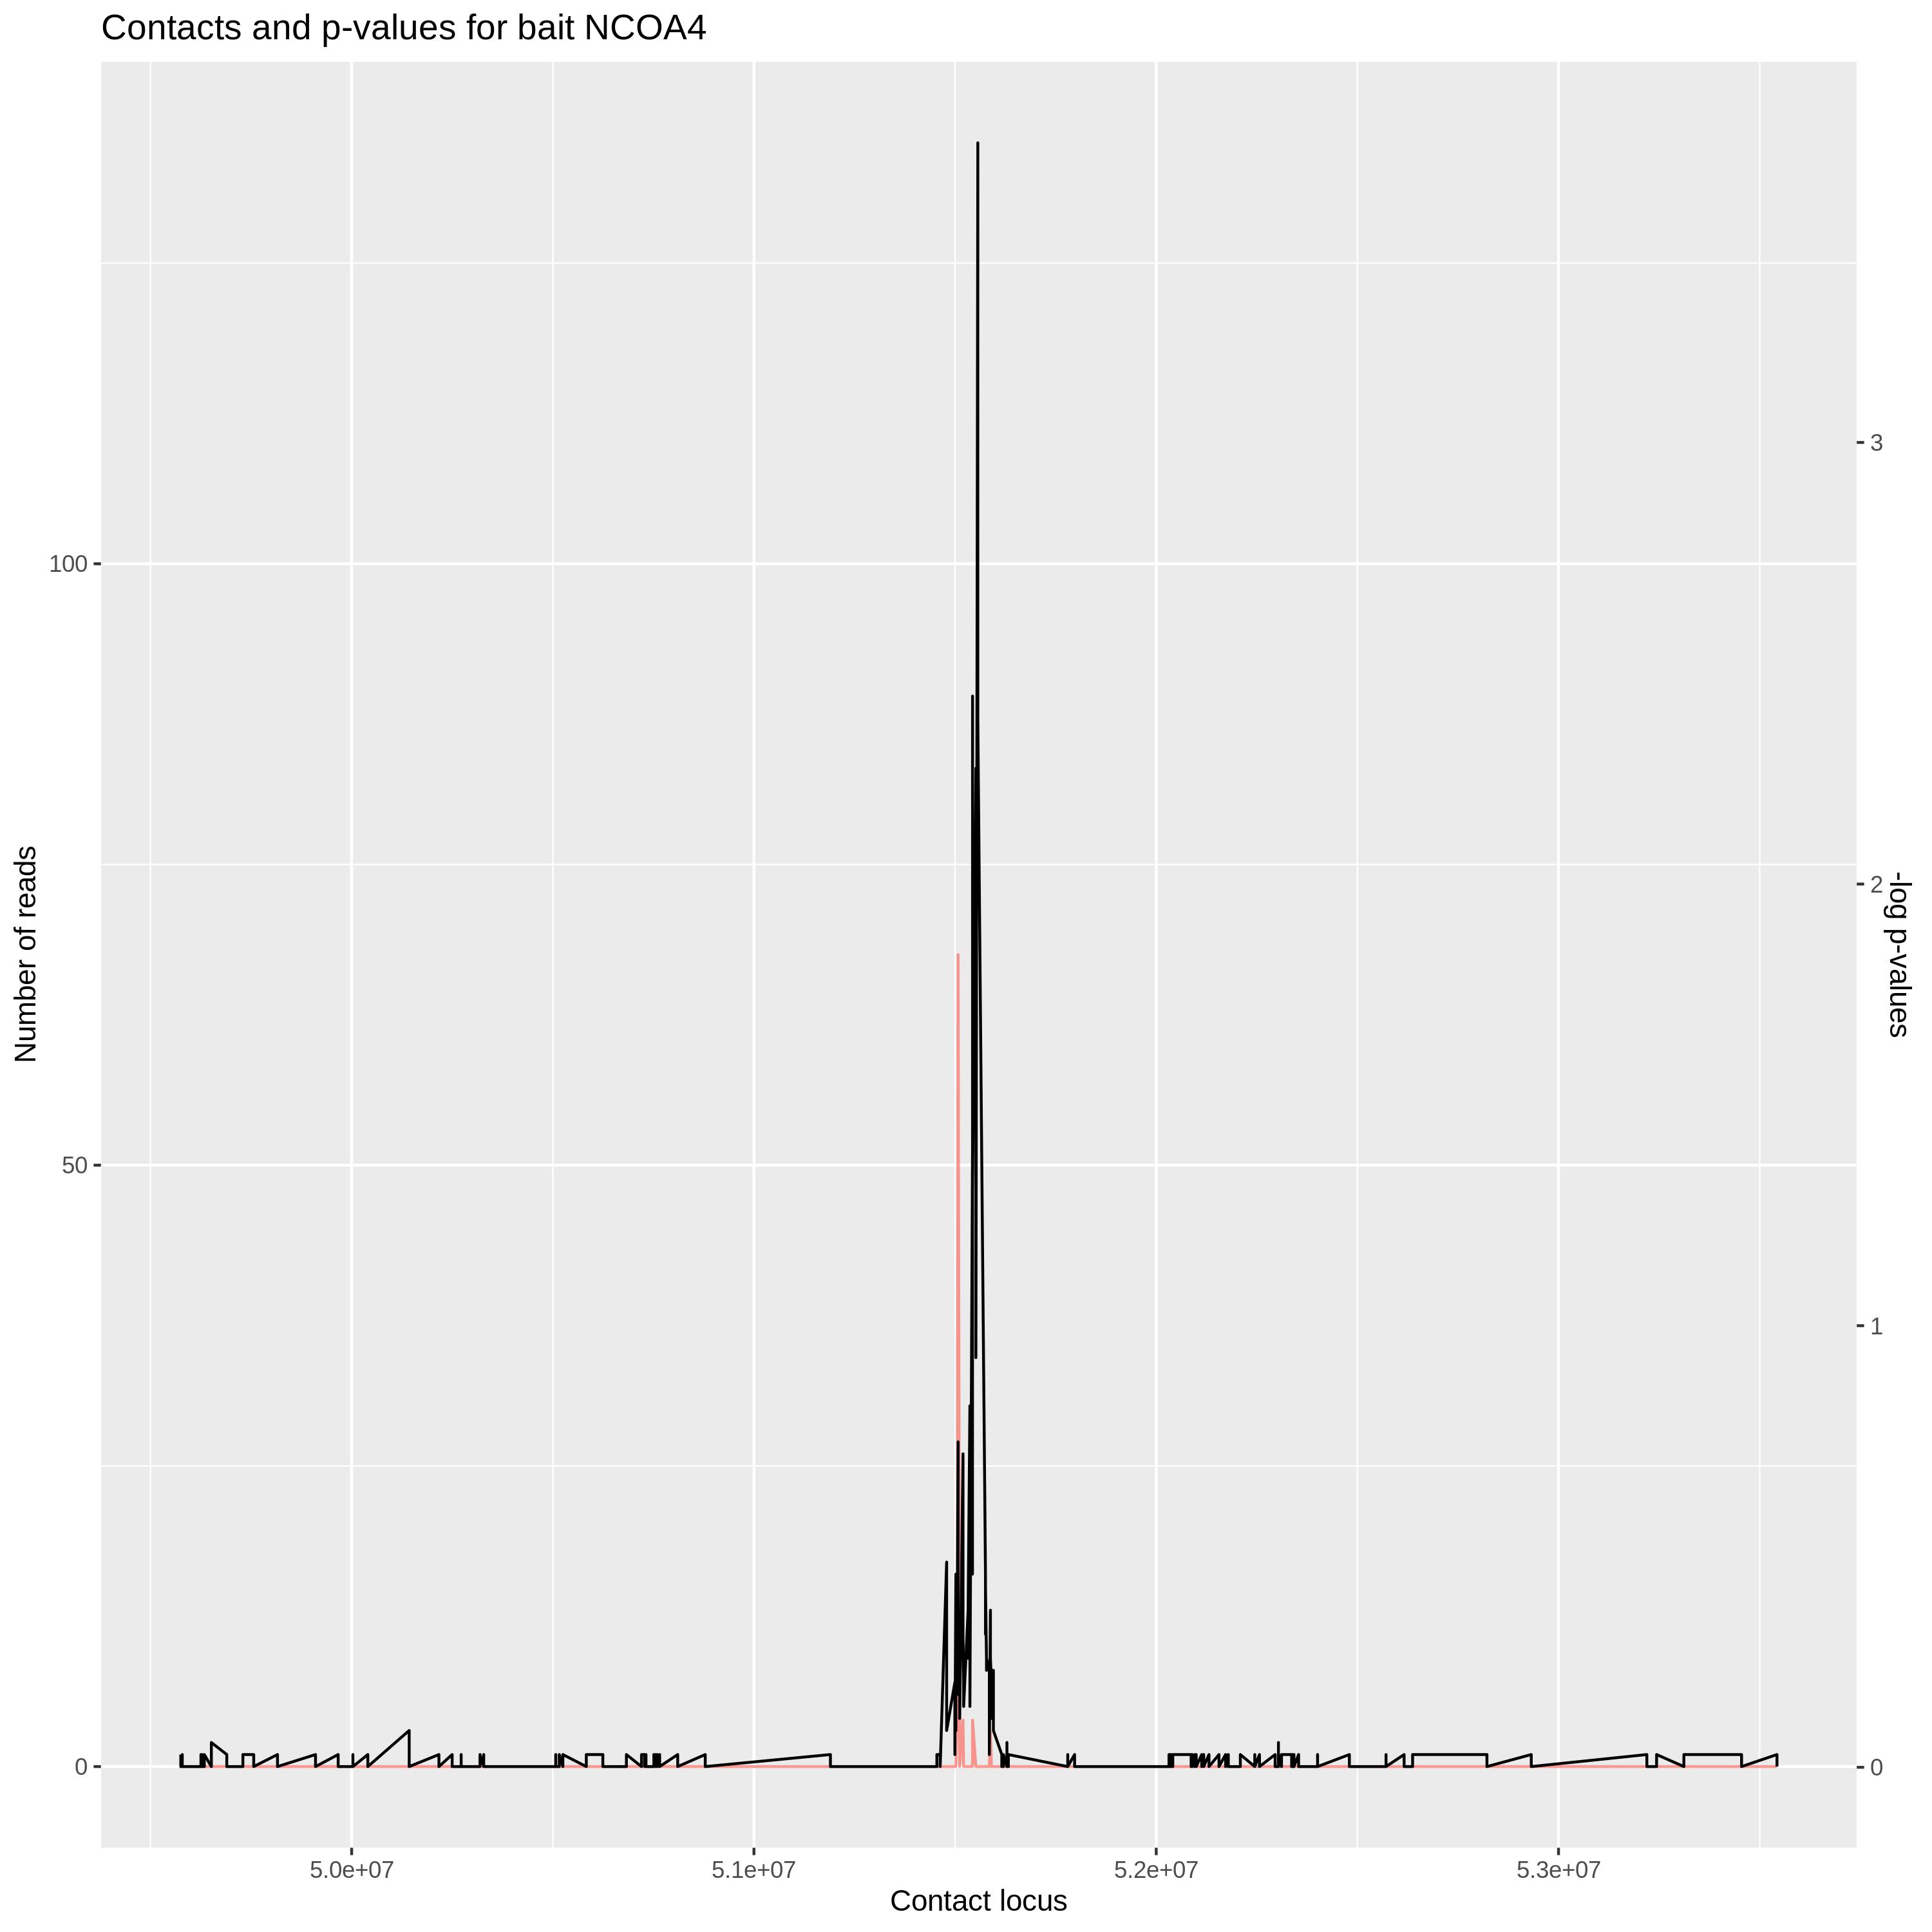 Contacts and p-values for bait NCOA4
Number of reads
100
50
0
3
2
1
0
-log p-values
5.0e+07
5.1e+07
5.2e+07
5.3e+07
Contact locus